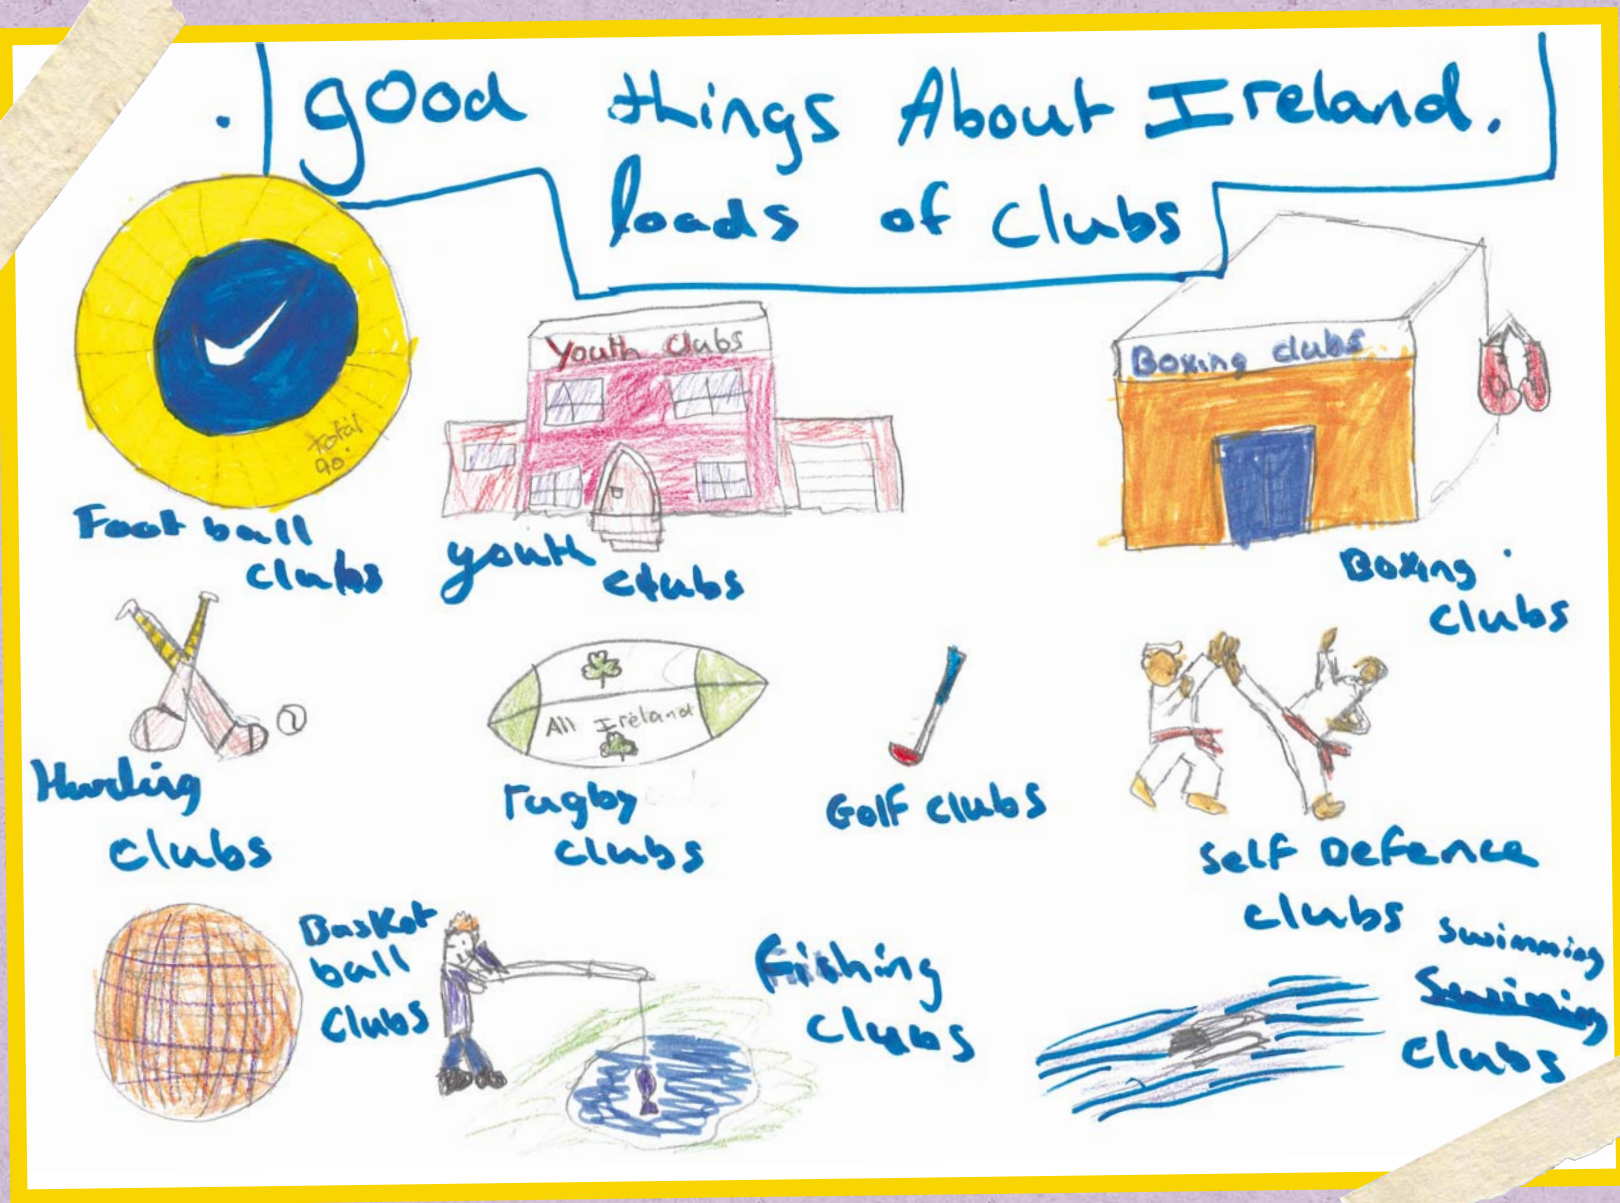 good things About Ireland.
loads of clubs
Youth clubs
Boxing clubs
total
90'
Foot ball
clubs
youth clubs
Boxing
clubs
All Ireland
Hurling
clubs
rugby
clubs
Golf clubs
Self Defence
clubs
Basket
ball
clubs
Fishing
clubs
swimming
Swimming
clubs